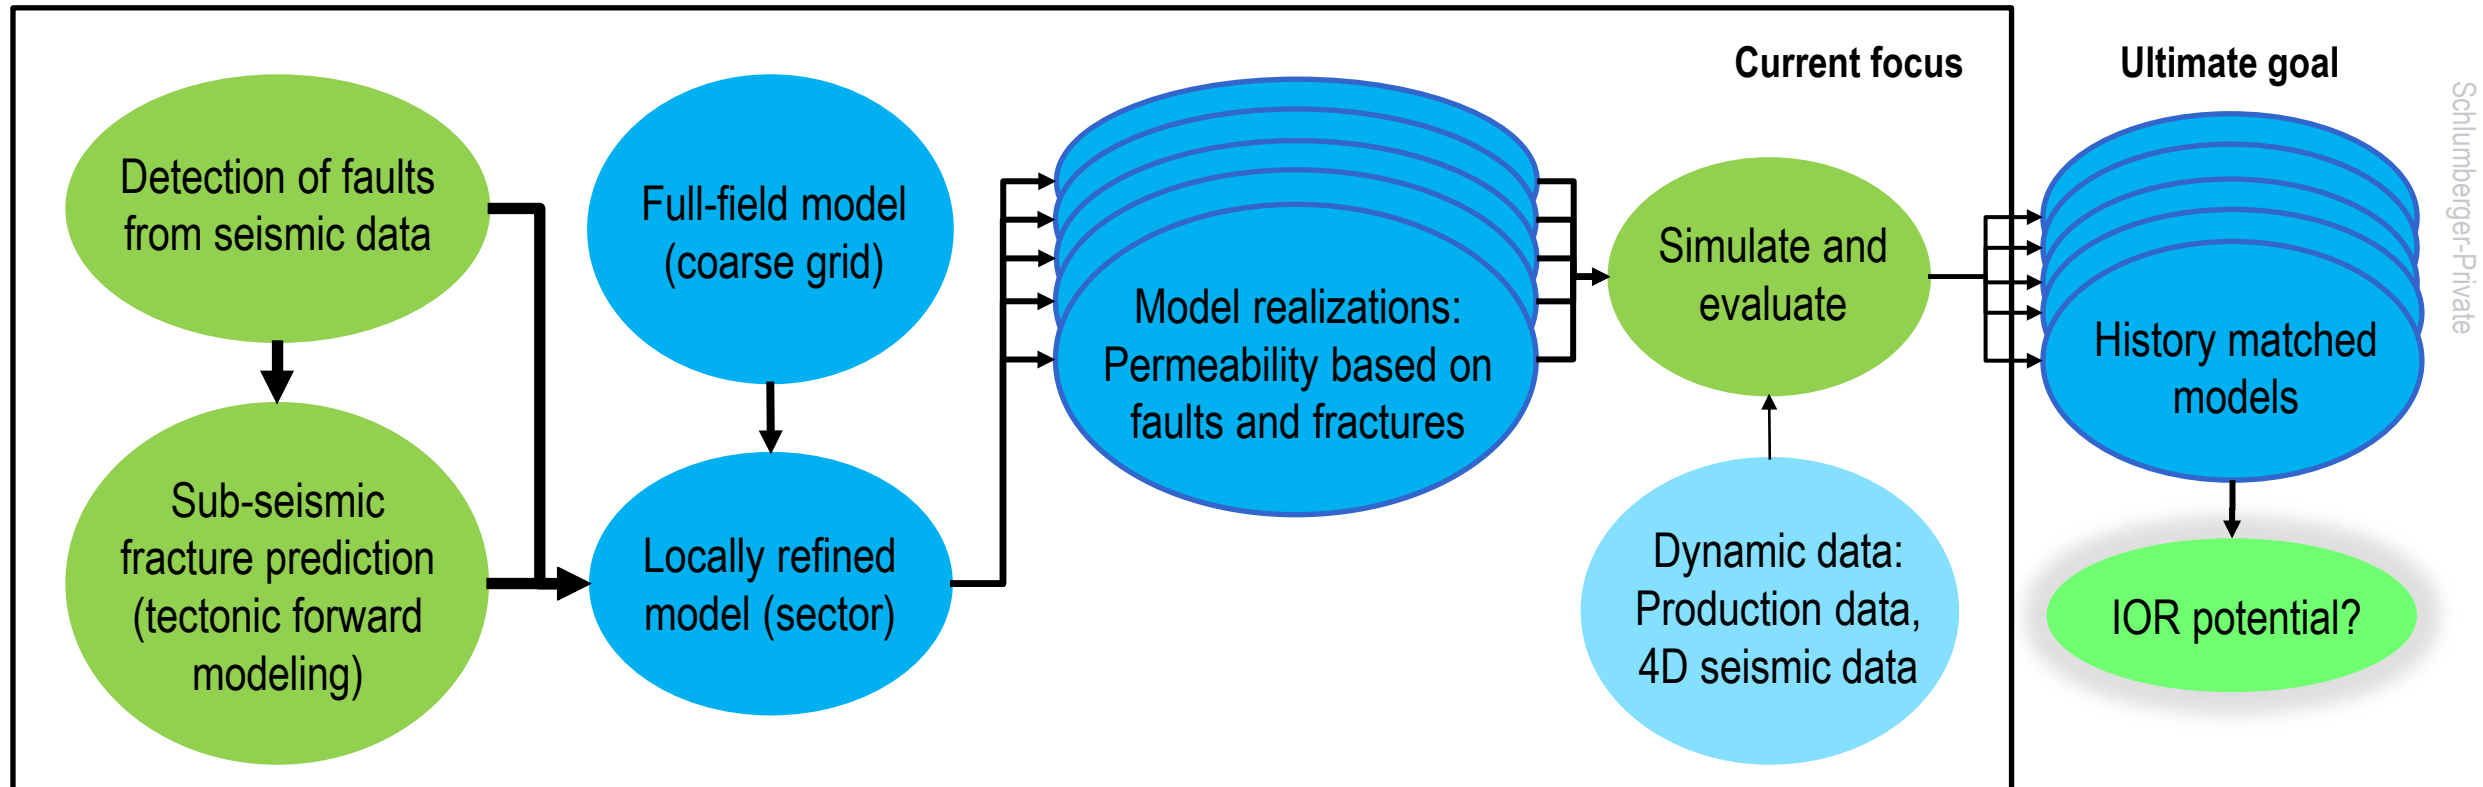 Current focus
Ultimate goal
Detection of faults
from seismic data
Sub-seismic
fracture prediction
(tectonic forward
modeling)
Full-field model
(coarse grid)
Locally refined
model (sector)
Model realizations:
Permeability based on
faults and fractures
Simulate and
evaluate
Dynamic data:
Production data,
4D seismic data
History matched
models
IOR potential?
Schlumberger-Private